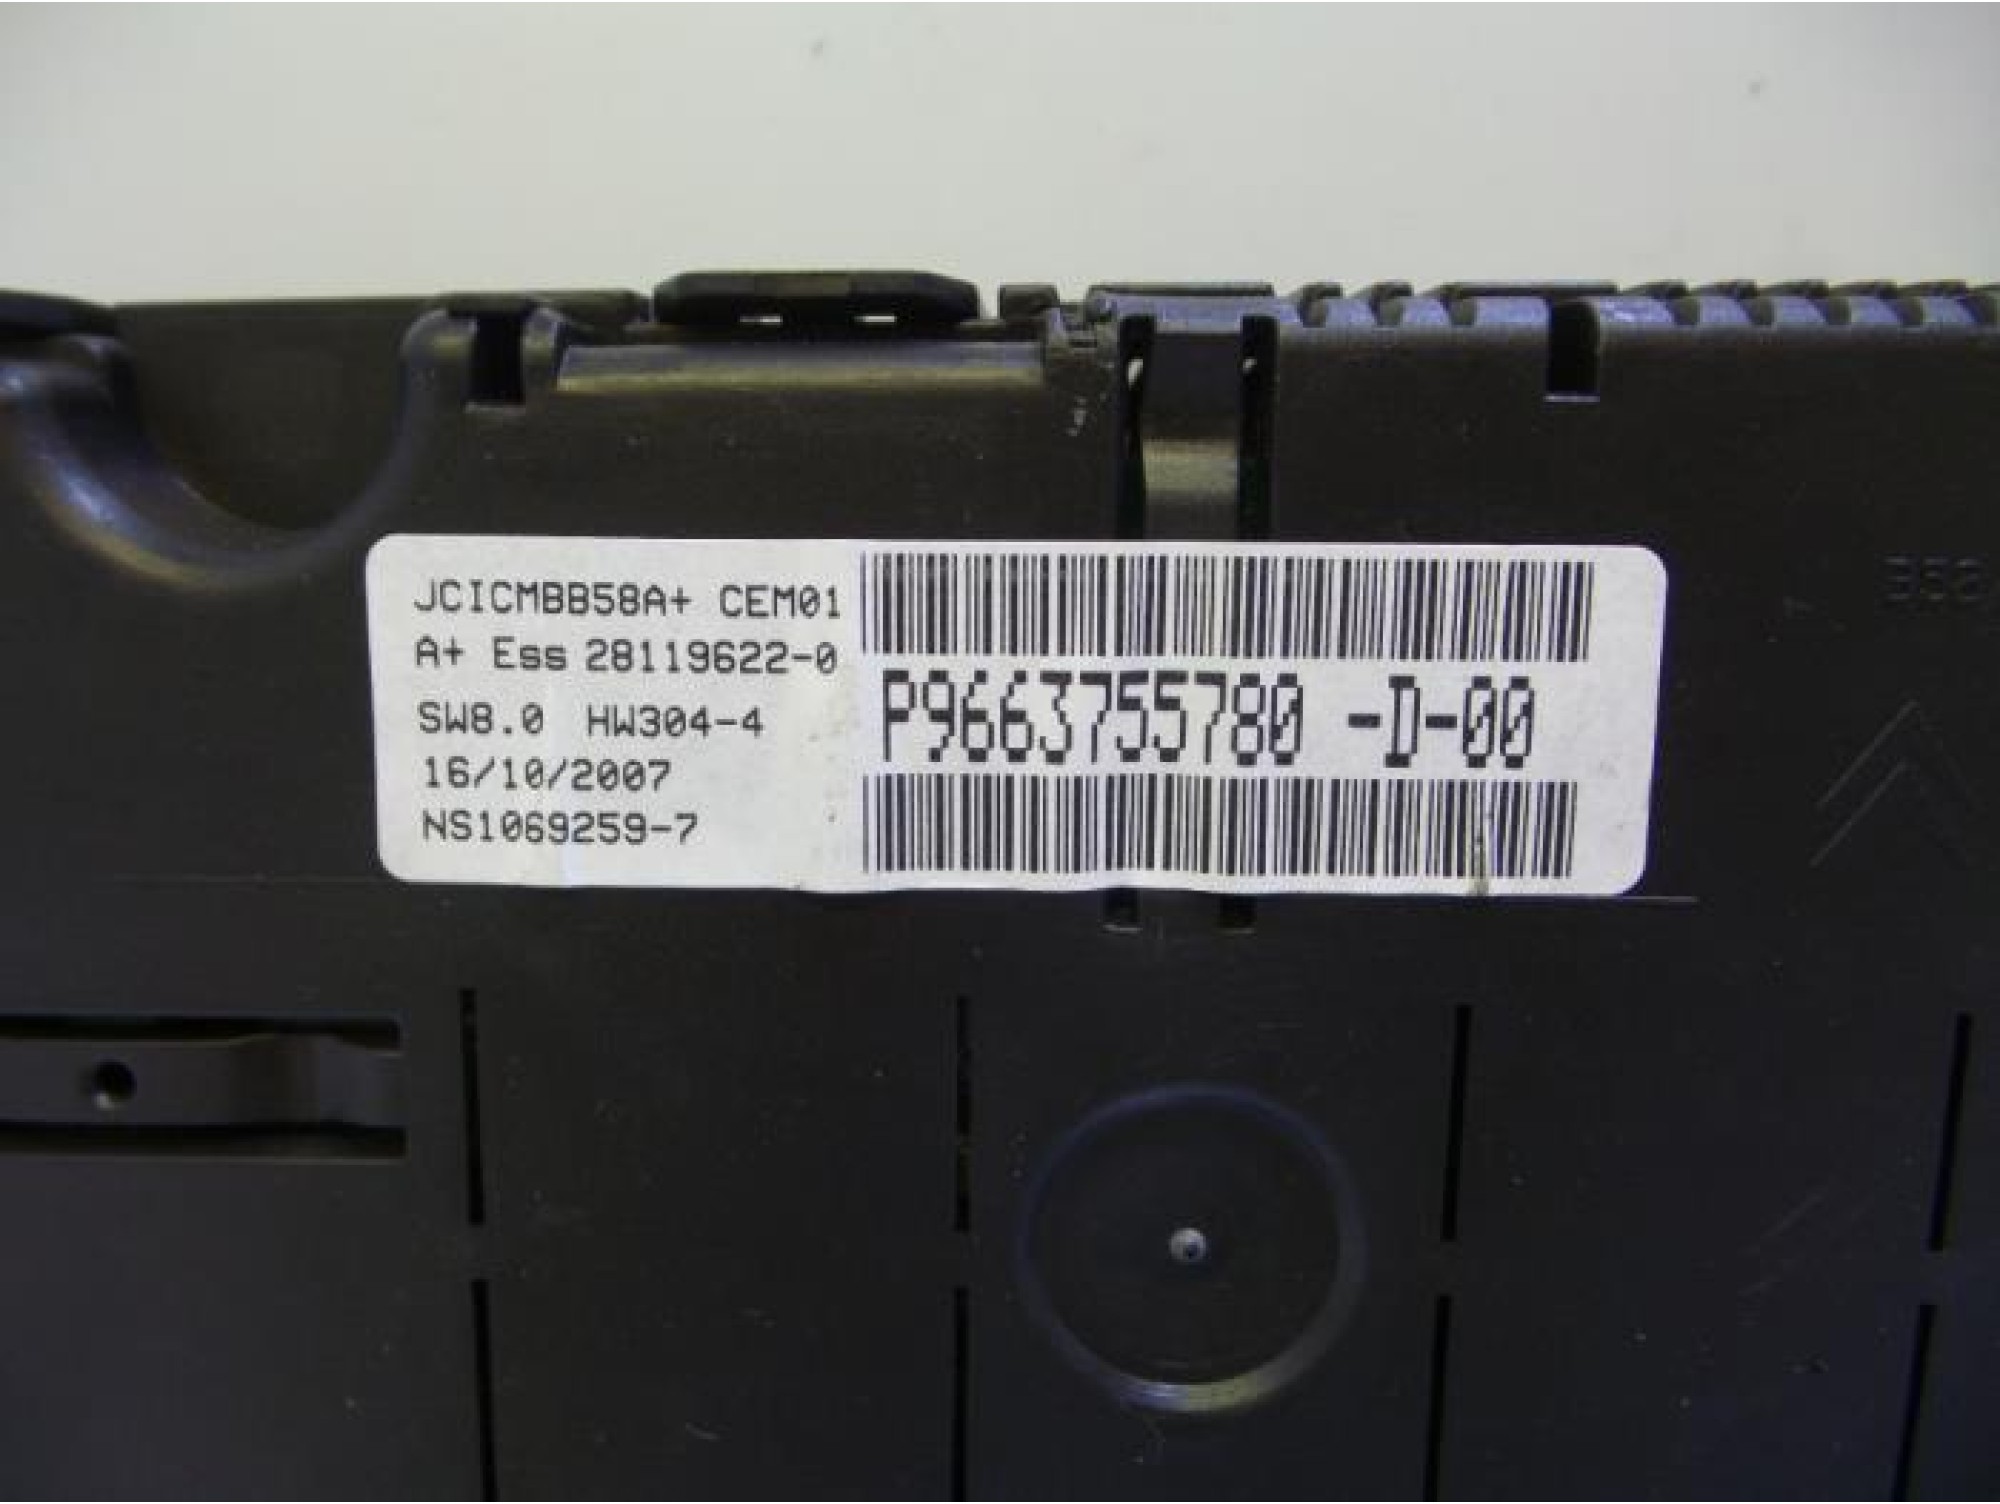 JCICMBB58A+ CEM01
A+ Ess 28119622-0
SW8.0 HW304-4
16/10/2007
NS1069259-7
P9663755780 -D-00